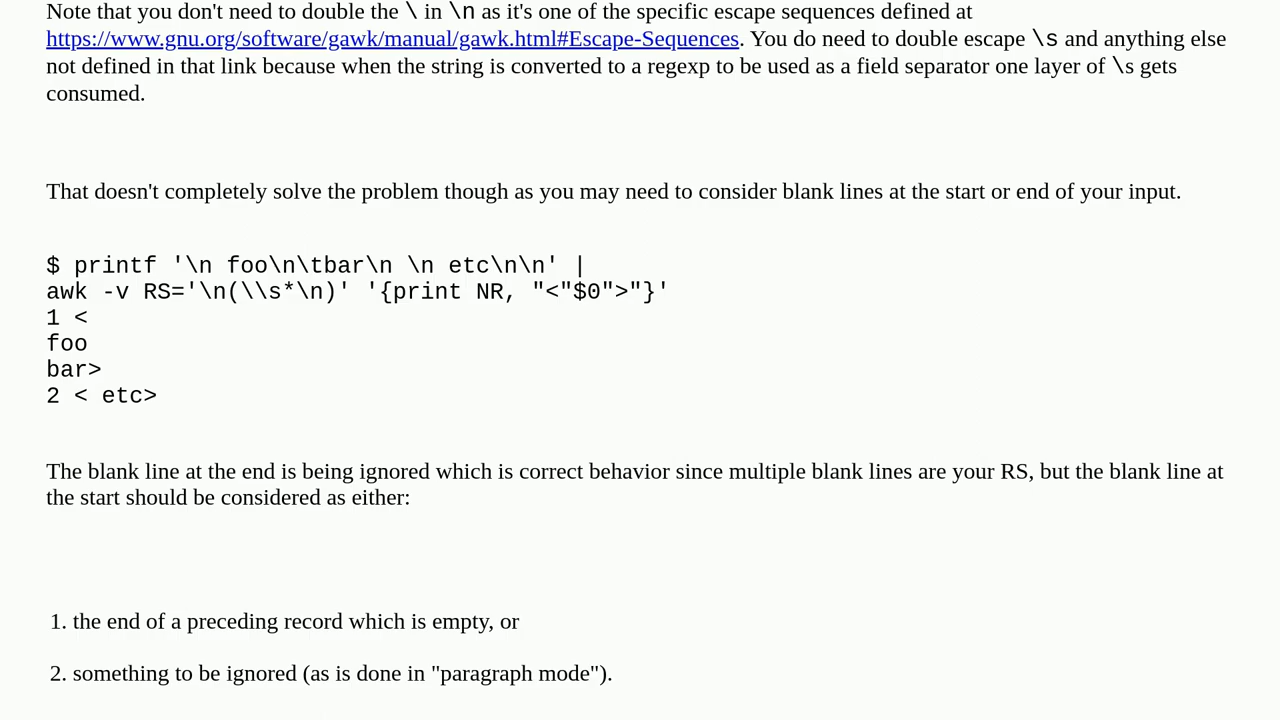 Note that you don't need to double the \ in \n as it's one of the specific escape sequences defined at
https://www.gnu.org/software/gawk/manual/gawk.html#Escape-Sequences. You do need to double escape \s and anything else
not defined in that link because when the string is converted to a regexp to be used as a field separator one layer of \s gets
consumed.
That doesn't completely solve the problem though as you may need to consider blank lines at the start or end of your input.
$ printf '\n foo\n\tbar\n \n etc\n\n' |
awk -v RS='\n(\\s*\n)' '{print NR, "<"$0">"}'
1 <
foo
bar>
2 < etc>
The blank line at the end is being ignored which is correct behavior since multiple blank lines are your RS, but the blank line at
the start should be considered as either:
1. the end of a preceding record which is empty, or
2. something to be ignored (as is done in "paragraph mode").